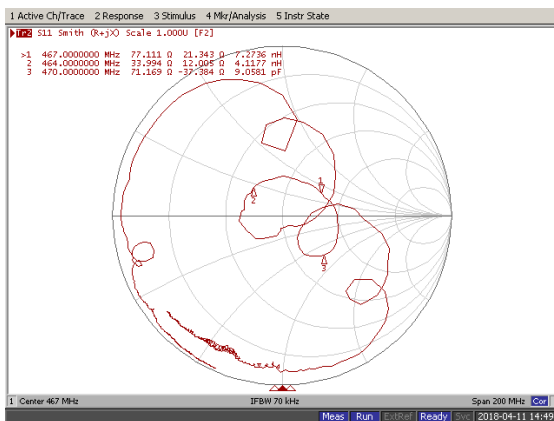 1 Active Ch/Trace 2 Response 3 Stimulus 4 Mkr/Analysis 5 Instr State
Tr2 S11 Smith (R+jX) Scale 1.000U [F2]
>1 467.0000000 MHz 77.111 Ω 21.343 Ω 7.2736 nH
2 464.0000000 MHz 33.994 Ω 12.005 Ω 4.1177 nH
3 470.0000000 MHz 71.169 Ω -37.384 Ω 9.0581 pF
1
2
3
1 Center 467 MHz IFBW 70 kHz Span 200 MHz Cor
Meas Run ExtRef Ready Svc 2018-04-11 14:49